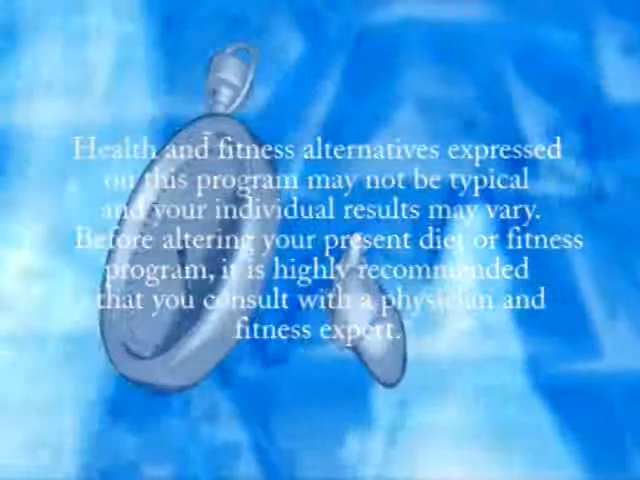 Health and fitness alternatives expressed
on this program may not be typical
and your individual results may vary.
Before altering your present diet or fitness
program, it is highly recommended
that you consult with a physician and
fitness expert.